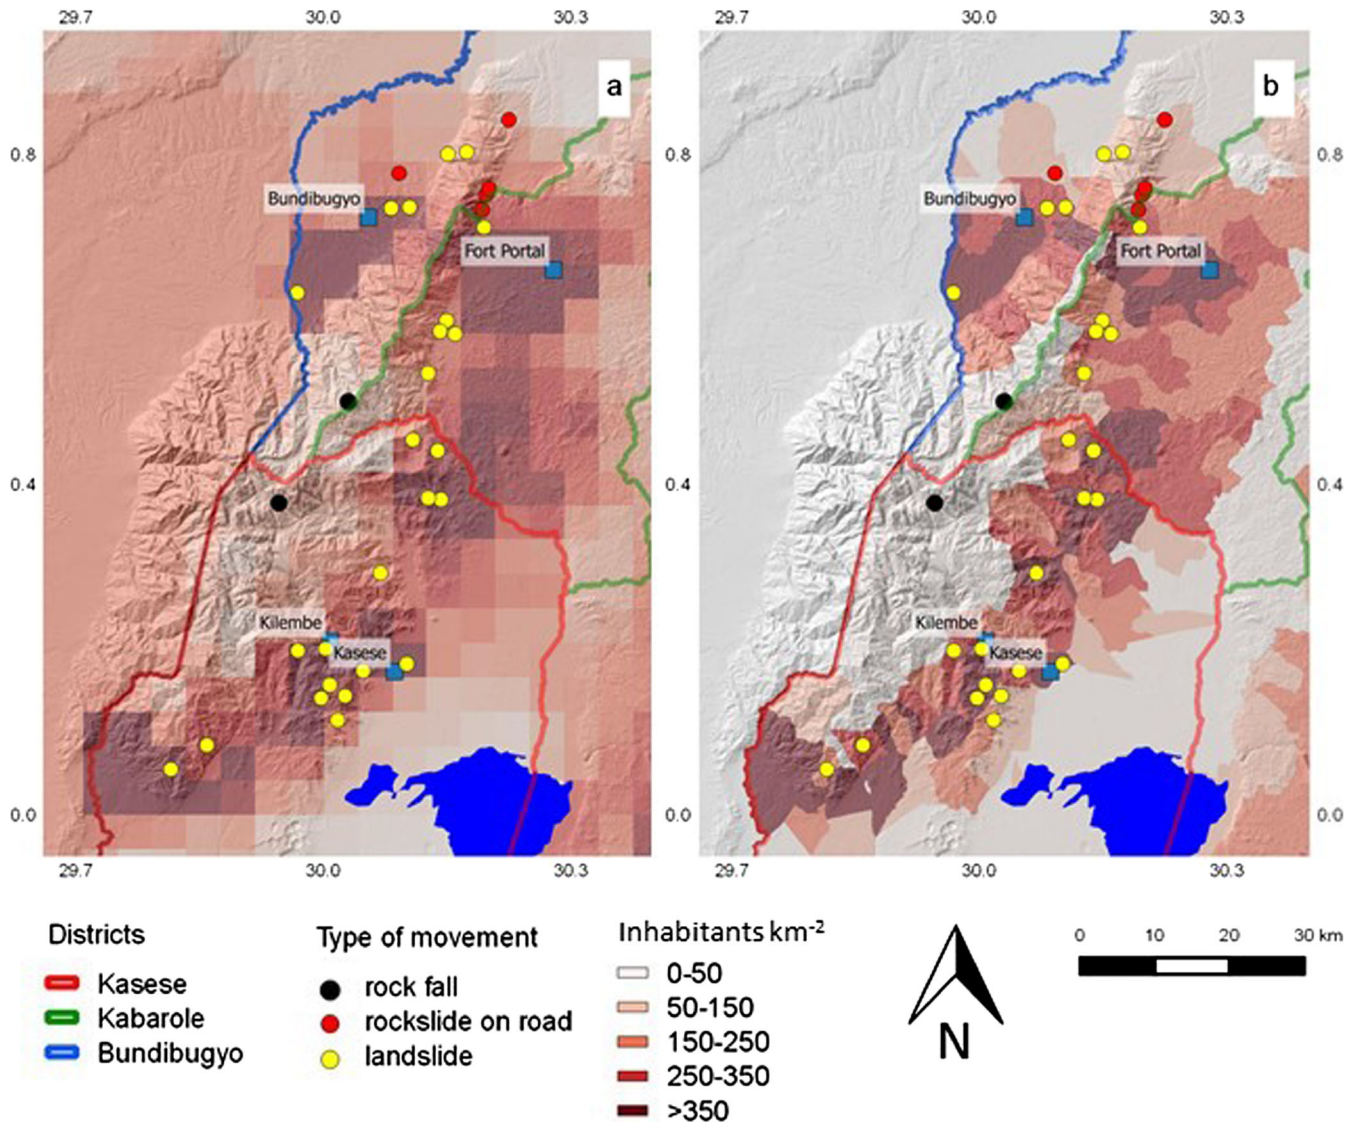 29.7 30.0 30.3 29.7 30.0 30.3
a b
0.8 0.8
Bundibugyo Bundibugyo
Fort Portal Fort Portal
0.4 0.4
Kilembe Kilembe
Kasese Kasese
0.0 0.0
29.7 30.0 30.3 29.7 30.0 30.3
Districts
Kasese
Kabarole
Bundibugyo
Type of movement
rock fall
rockslide on road
landslide
Inhabitants km-2
0-50
50-150
150-250
250-350
>350
N
0 10 20 30 km